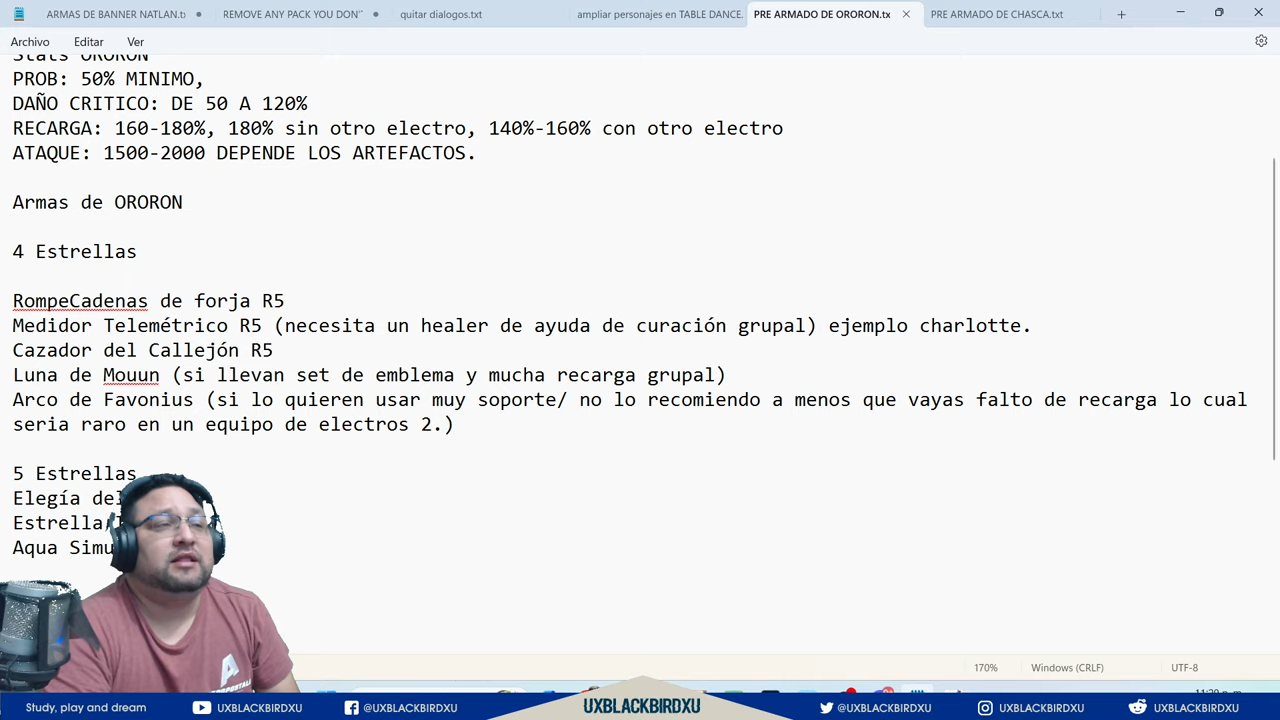 ARMAS DE BANNER NATLAN.t
REMOVE ANY PACK YOU DON'
quitar dialogos.txt
ampliar personajes en TABLE DANCE.
PRE ARMADO DE ORORON.tx
PRE ARMADO DE CHASCA.txt
Archivo Editar Ver
Stats ORORON
PROB: 50% MINIMO,
DAÑO CRITICO: DE 50 A 120%
RECARGA: 160-180%, 180% sin otro electro, 140%-160% con otro electro
ATAQUE: 1500-2000 DEPENDE LOS ARTEFACTOS.
Armas de ORORON
4 Estrellas
RompeCadenas de forja R5
Medidor Telemétrico R5 (necesita un healer de ayuda de curación grupal) ejemplo charlotte.
Cazador del Callejón R5
Luna de Mouun (si llevan set de emblema y mucha recarga grupal)
Arco de Favonius (si lo quieren usar muy soporte/ no lo recomiendo a menos que vayas falto de recarga lo cual
seria raro en un equipo de electros 2.)
5 Estrellas
Elegía del
Estrella
Aqua Simu
170% Windows (CRLF) UTF-8
Study, play and dream UXBLACKBIRDXU @UXBLACKBIRDXU UXBLACKBIRDXU @UXBLACKBIRDXU @UXBLACKBIRDXU UXBLACKBIRDXU